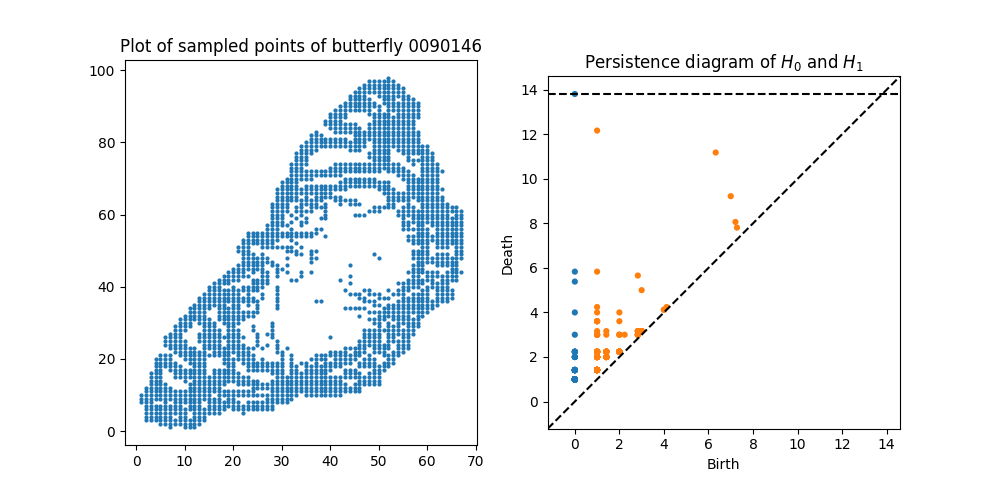 Plot of sampled points of butterfly 0090146
100
80
60
40
20
0
0 10 20 30 40 50 60 70
Persistence diagram of $H_0$ and $H_1$
14
12
10
8
6
4
2
0
Death
0 2 4 6 8 10 12 14
Birth